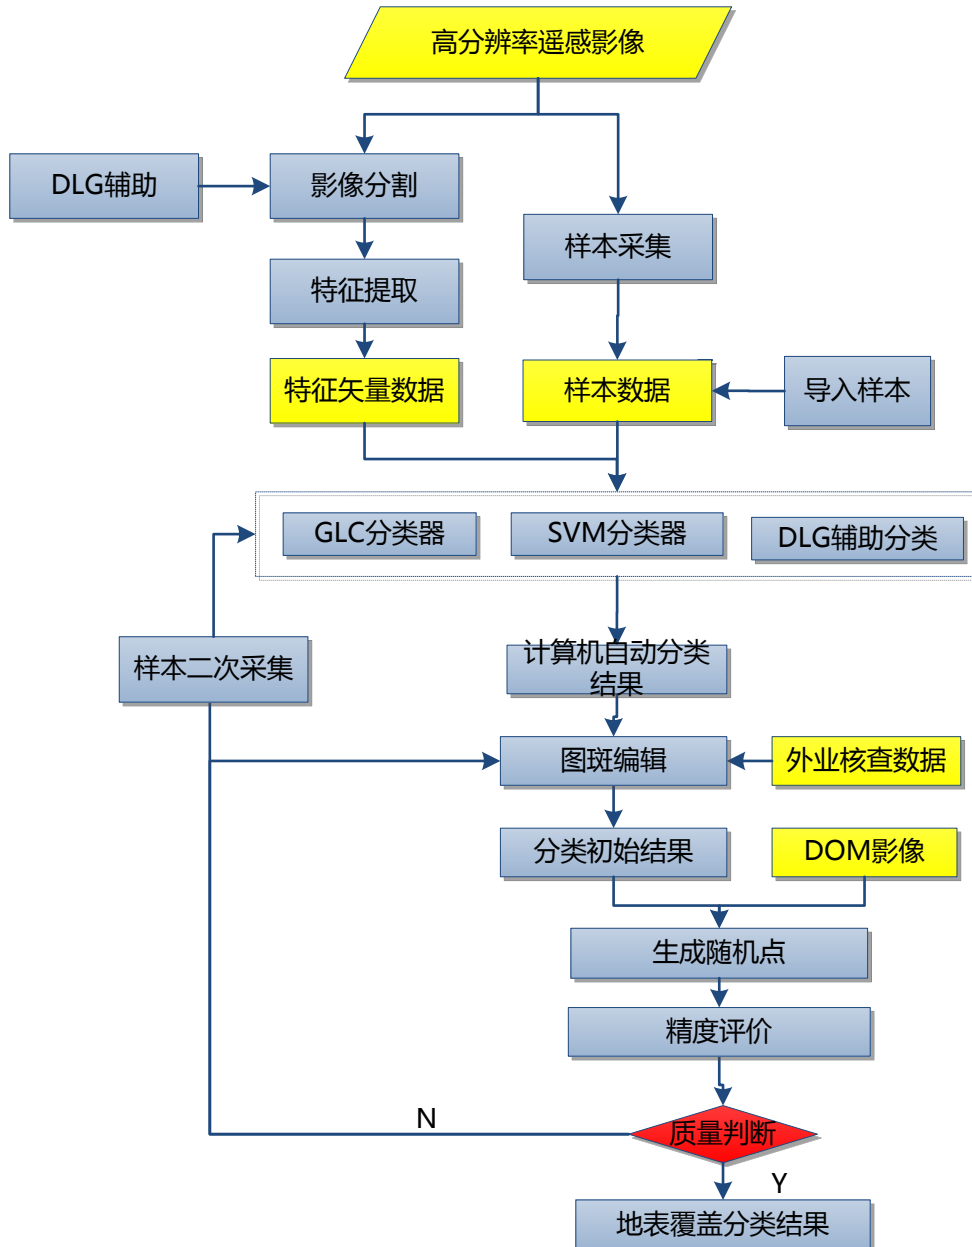 高分辨率遥感影像
DLG辅助
影像分割
样本采集
特征提取
特征矢量数据
样本数据
导入样本
GLC分类器
SVM分类器
DLG辅助分类
样本二次采集
计算机自动分类
结果
图斑编辑
外业核查数据
分类初始结果
DOM影像
生成随机点
精度评价
N
质量判断
Y
地表覆盖分类结果